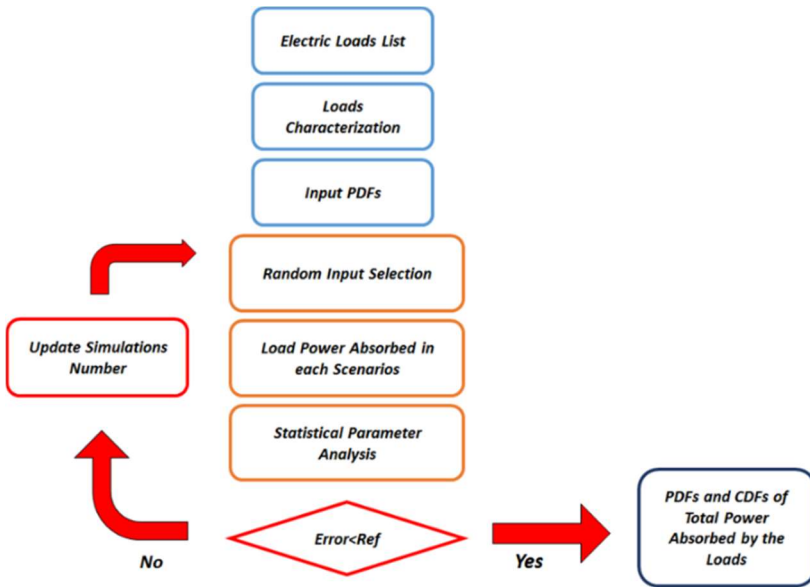 Electric Loads List
Loads
Characterization
Input PDFs
Random Input Selection
Update Simulations
Number
Load Power Absorbed in
each Scenarios
Statistical Parameter
Analysis
Error<Ref
No
Yes
PDFs and CDFs of
Total Power
Absorbed by the
Loads